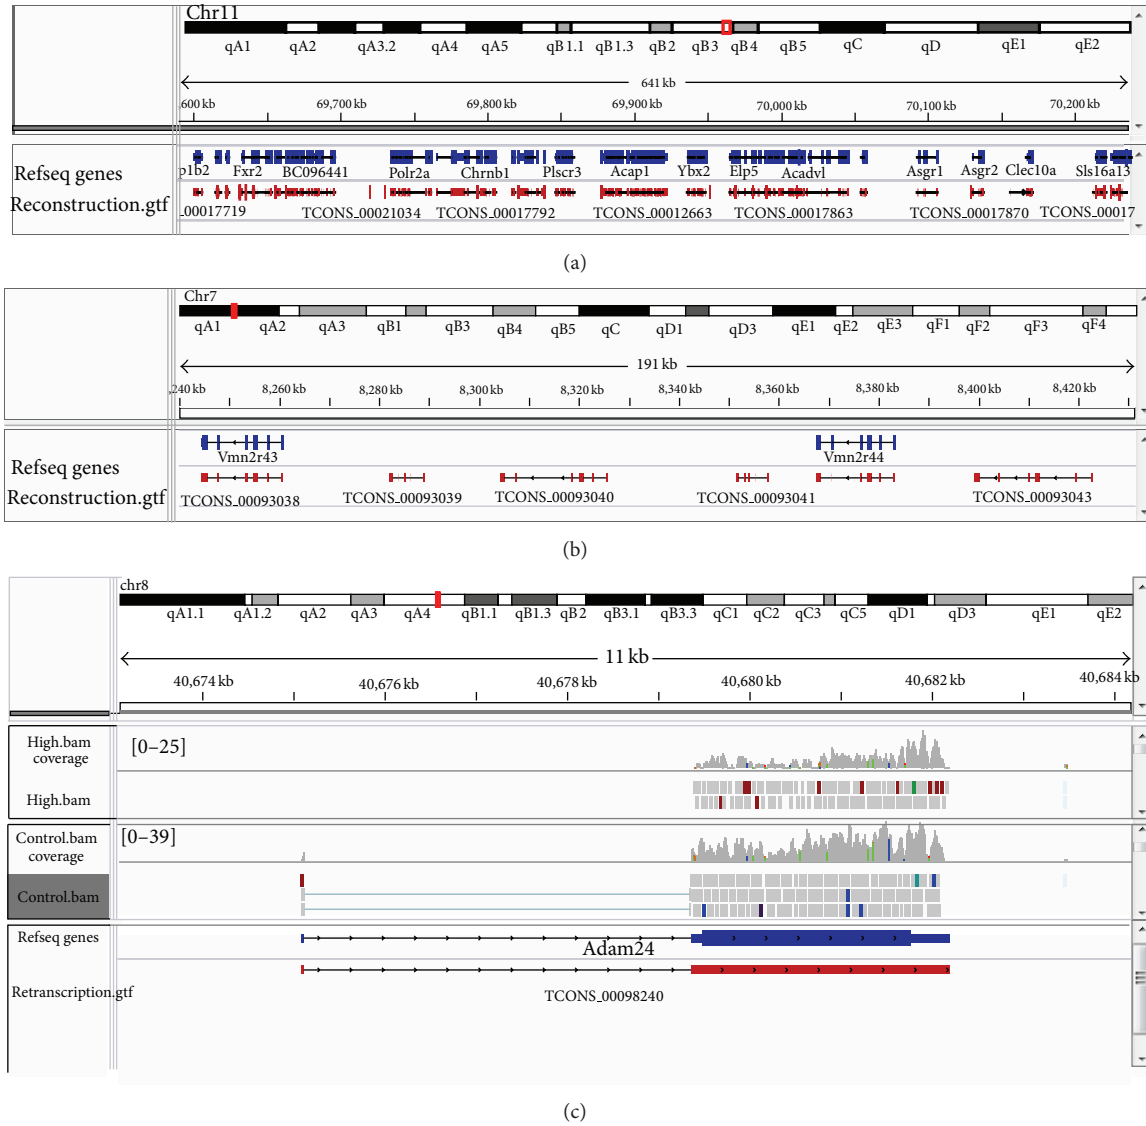 Chr11
qA1 qA2 qA3.2 qA4 qA5 qB1.1 qB1.3 qB2 qB3 qB4 qB5 qC qD qE1 qE2
641 kb
,600 kb 69,700 kb 69,800 kb 69,900 kb 70,000 kb 70,100 kb 70,200 kb
Refseq genes
p1b2 Fxr2 BC096441 Polr2a Chrnb1 Plscr3 Acap1 Ybx2 Elp5 Acadvl Asgr1 Asgr2 Clec10a Sls16a13
Reconstruction.gtf
_00017719 TCONS_00021034 TCONS_00017792 TCONS_00012663 TCONS_00017863 TCONS_00017870 TCONS_00017
(a)
Chr7
qA1 qA2 qA3 qB1 qB3 qB4 qB5 qC qD1 qD3 qE1 qE2 qE3 qF1 qF2 qF3 qF4
191 kb
,240 kb 8,260 kb 8,280 kb 8,300 kb 8,320 kb 8,340 kb 8,360 kb 8,380 kb 8,400 kb 8,420 kb
Refseq genes
Vmn2r43 Vmn2r44
Reconstruction.gtf
TCONS_00093038 TCONS_00093039 TCONS_00093040 TCONS_00093041 TCONS_00093043
(b)
chr8
qA1.1 qA1.2 qA2 qA3 qA4 qB1.1 qB1.3 qB2 qB3.1 qB3.3 qC1 qC2 qC3 qC5 qD1 qD3 qE1 qE2
11 kb
40,674 kb 40,676 kb 40,678 kb 40,680 kb 40,682 kb 40,684 kb
High.bam
coverage
[0–25]
High.bam
Control.bam
coverage
[0–39]
Control.bam
Refseq genes
Adam24
Retranscription.gtf
TCONS_00098240
(c)